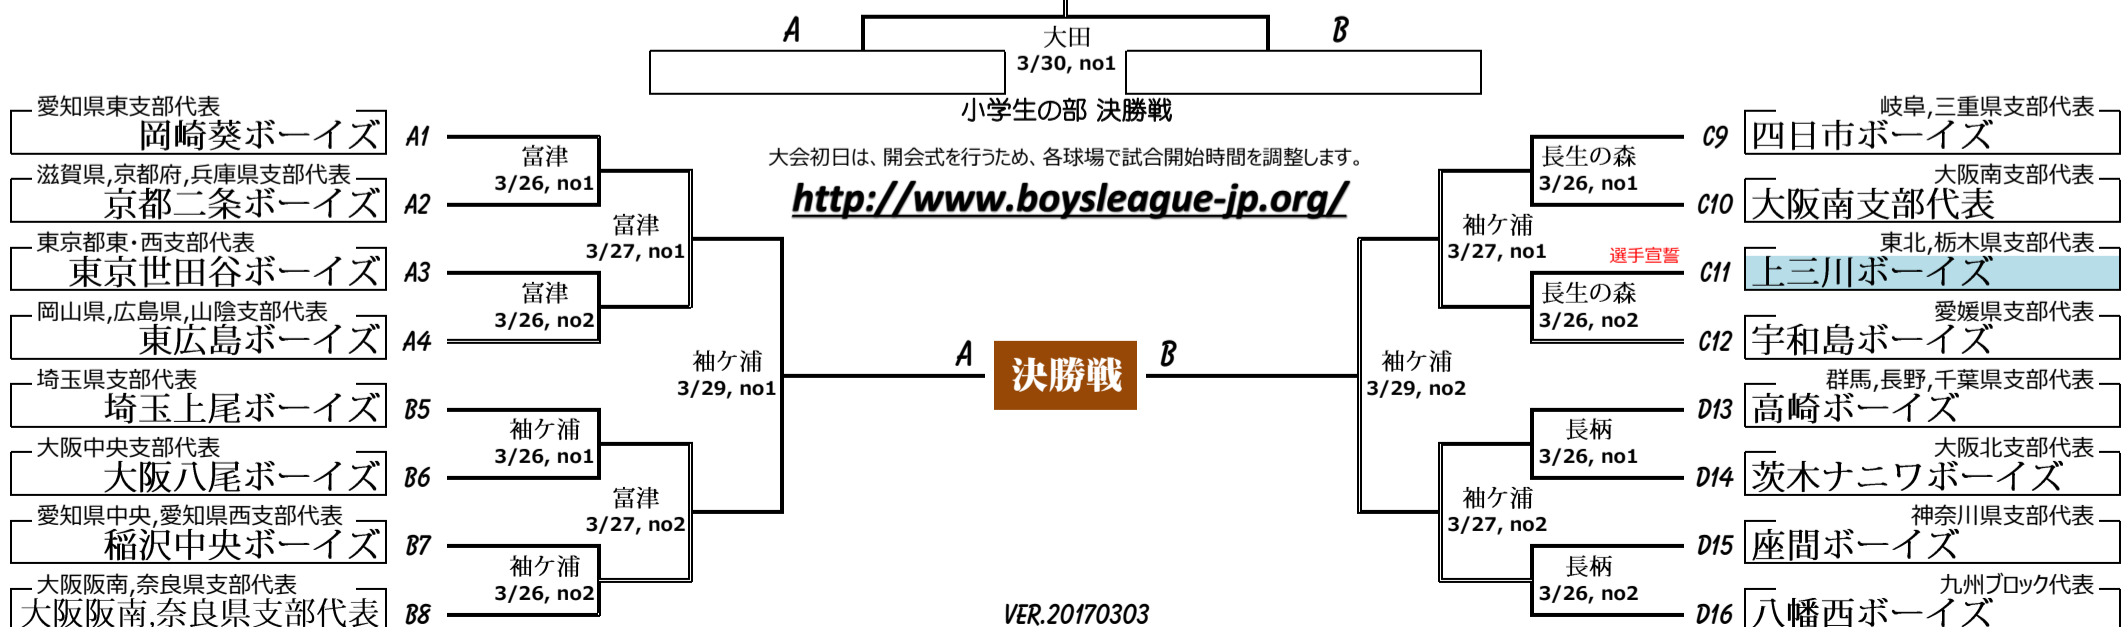 A
B
大田
3/30, no1
小学生の部 決勝戦
大会初日は、開会式を行うため、各球場で試合開始時間を調整します。
http://www.boysleague-jp.org/
愛知県東支部代表
岡崎葵ボーイズ
A1
滋賀県,京都府,兵庫県支部代表
京都二条ボーイズ
A2
東京都東・西支部代表
東京世田谷ボーイズ
A3
岡山県,広島県,山陰支部代表
東広島ボーイズ
A4
埼玉県支部代表
埼玉上尾ボーイズ
B5
大阪中央支部代表
大阪八尾ボーイズ
B6
愛知県中央,愛知県西支部代表
稲沢中央ボーイズ
B7
大阪阪南,奈良県支部代表
大阪阪南,奈良県支部代表
B8
富津
3/26, no1
富津
3/26, no2
袖ケ浦
3/26, no1
袖ケ浦
3/26, no2
富津
3/27, no1
富津
3/27, no2
袖ケ浦
3/29, no1
A
決勝戦
B
袖ケ浦
3/29, no2
袖ケ浦
3/27, no1
袖ケ浦
3/27, no2
長生の森
3/26, no1
選手宣誓
長生の森
3/26, no2
長柄
3/26, no1
長柄
3/26, no2
岐阜,三重県支部代表
C9
四日市ボーイズ
大阪南支部代表
C10
大阪南支部代表
東北,栃木県支部代表
C11
上三川ボーイズ
愛媛県支部代表
C12
宇和島ボーイズ
群馬,長野,千葉県支部代表
D13
高崎ボーイズ
大阪北支部代表
D14
茨木ナニワボーイズ
神奈川県支部代表
D15
座間ボーイズ
九州ブロック代表
D16
八幡西ボーイズ
VER.20170303